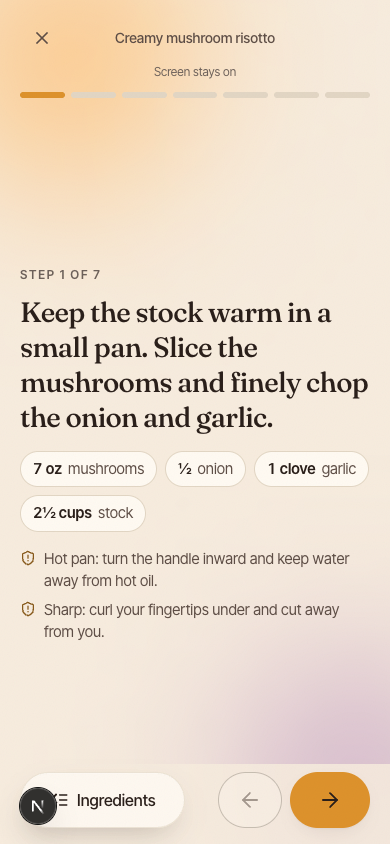 Creamy mushroom risotto
Screen stays on
STEP 1 OF 7
Keep the stock warm in a
small pan. Slice the
mushrooms and finely chop
the onion and garlic.
7 oz mushrooms
½ onion
1 clove garlic
2½ cups stock
Hot pan: turn the handle inward and keep water
away from hot oil.
Sharp: curl your fingertips under and cut away
from you.
N
Ingredients